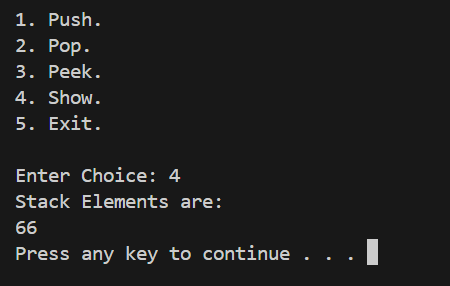 1. Push.
2. Pop.
3. Peek.
4. Show.
5. Exit.
Enter Choice: 4
Stack Elements are:
66
Press any key to continue . . .